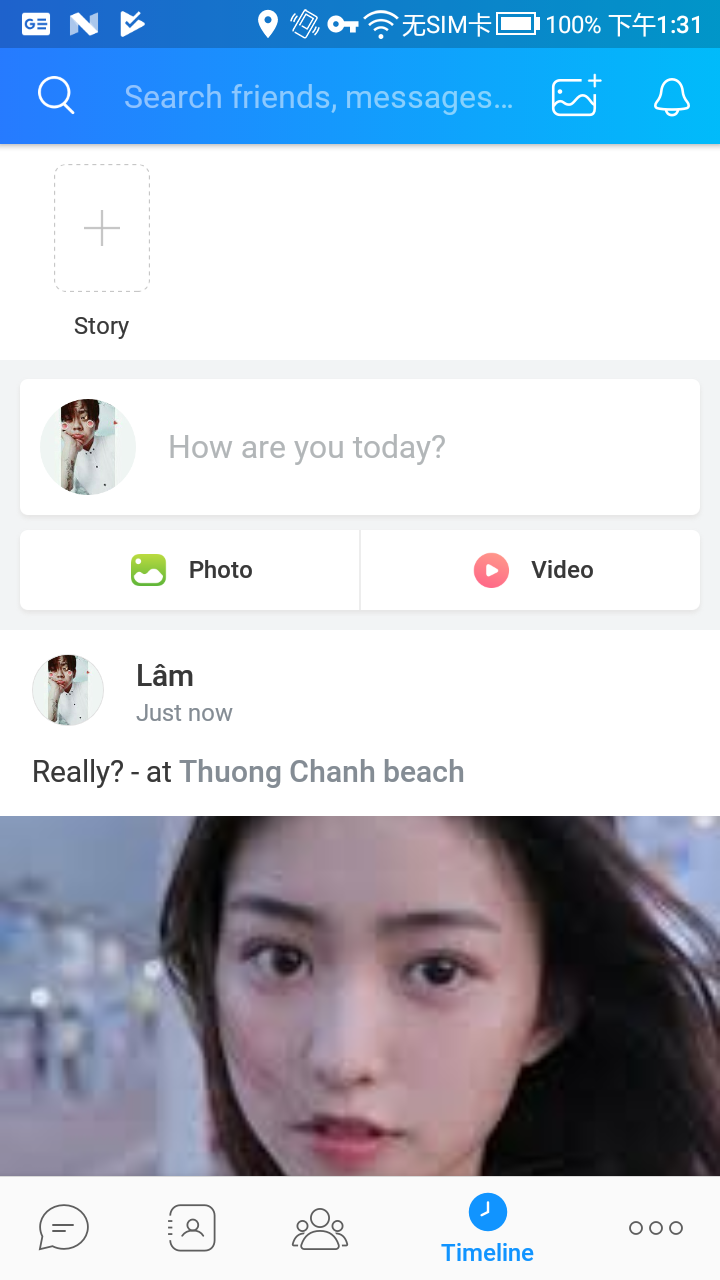 GE
无SIM卡 100% 下午1:31
Search friends, messages...
Story
How are you today?
Photo
Video
Lâm
Just now
Really? - at Thuong Chanh beach
Timeline